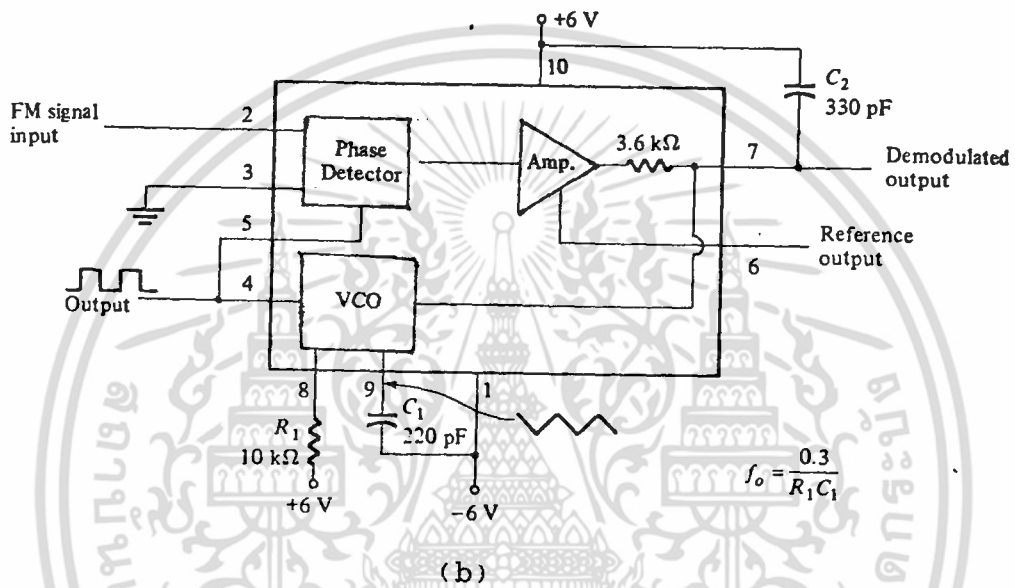 +6 V
10
C₂
330 pF
FM signal
input
2
Phase
Detector
3
5
Amp.
3.6 kΩ
7
Demodulated
output
Reference
output
6
Output
4
VCO
8
9
1
R₁
10 kΩ
+6 V
C₁
220 pF
-6 V
f_o = 0.3 / R₁C₁
(b)